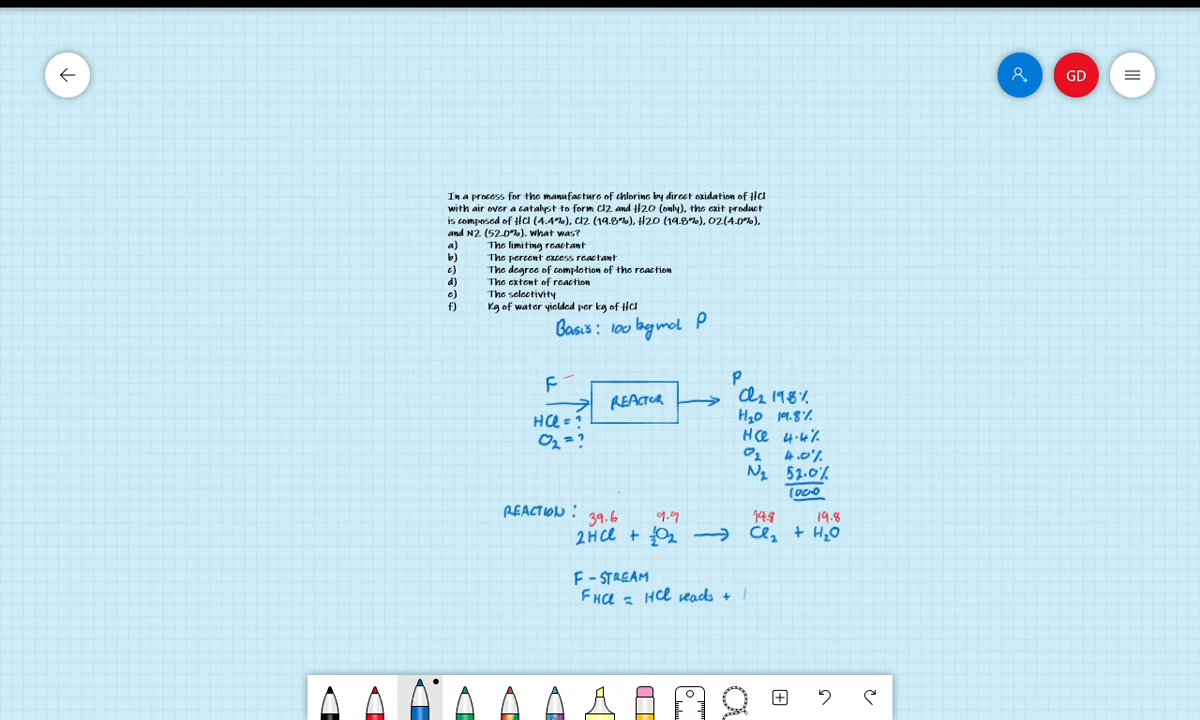 GD
In a process for the manufacture of chlorine by direct oxidation of HCl
with air over a catalyst to form Cl2 and H2O (only), the exit product
is composed of HCl (4.4%), Cl2 (19.8%), H2O (19.8%), O2(4.0%),
and N2 (52.0%). What was?
a) The limiting reactant
b) The percent excess reactant
c) The degree of completion of the reaction
d) The extent of reaction
e) The selectivity
f) Kg of water yielded per kg of HCl
Basis: 100 kgmol P
F
HCl = ?
O2 = ?
REACTOR
P
Cl2 19.8%
H2O 19.8%
HCl 4.4%
O2 4.0%
N2 52.0%
100.0
REACTION:
39.6 9.9 19.8 19.8
2HCl + 1/2 O2 → Cl2 + H2O
F - STREAM
FHCl = HCl reacts +